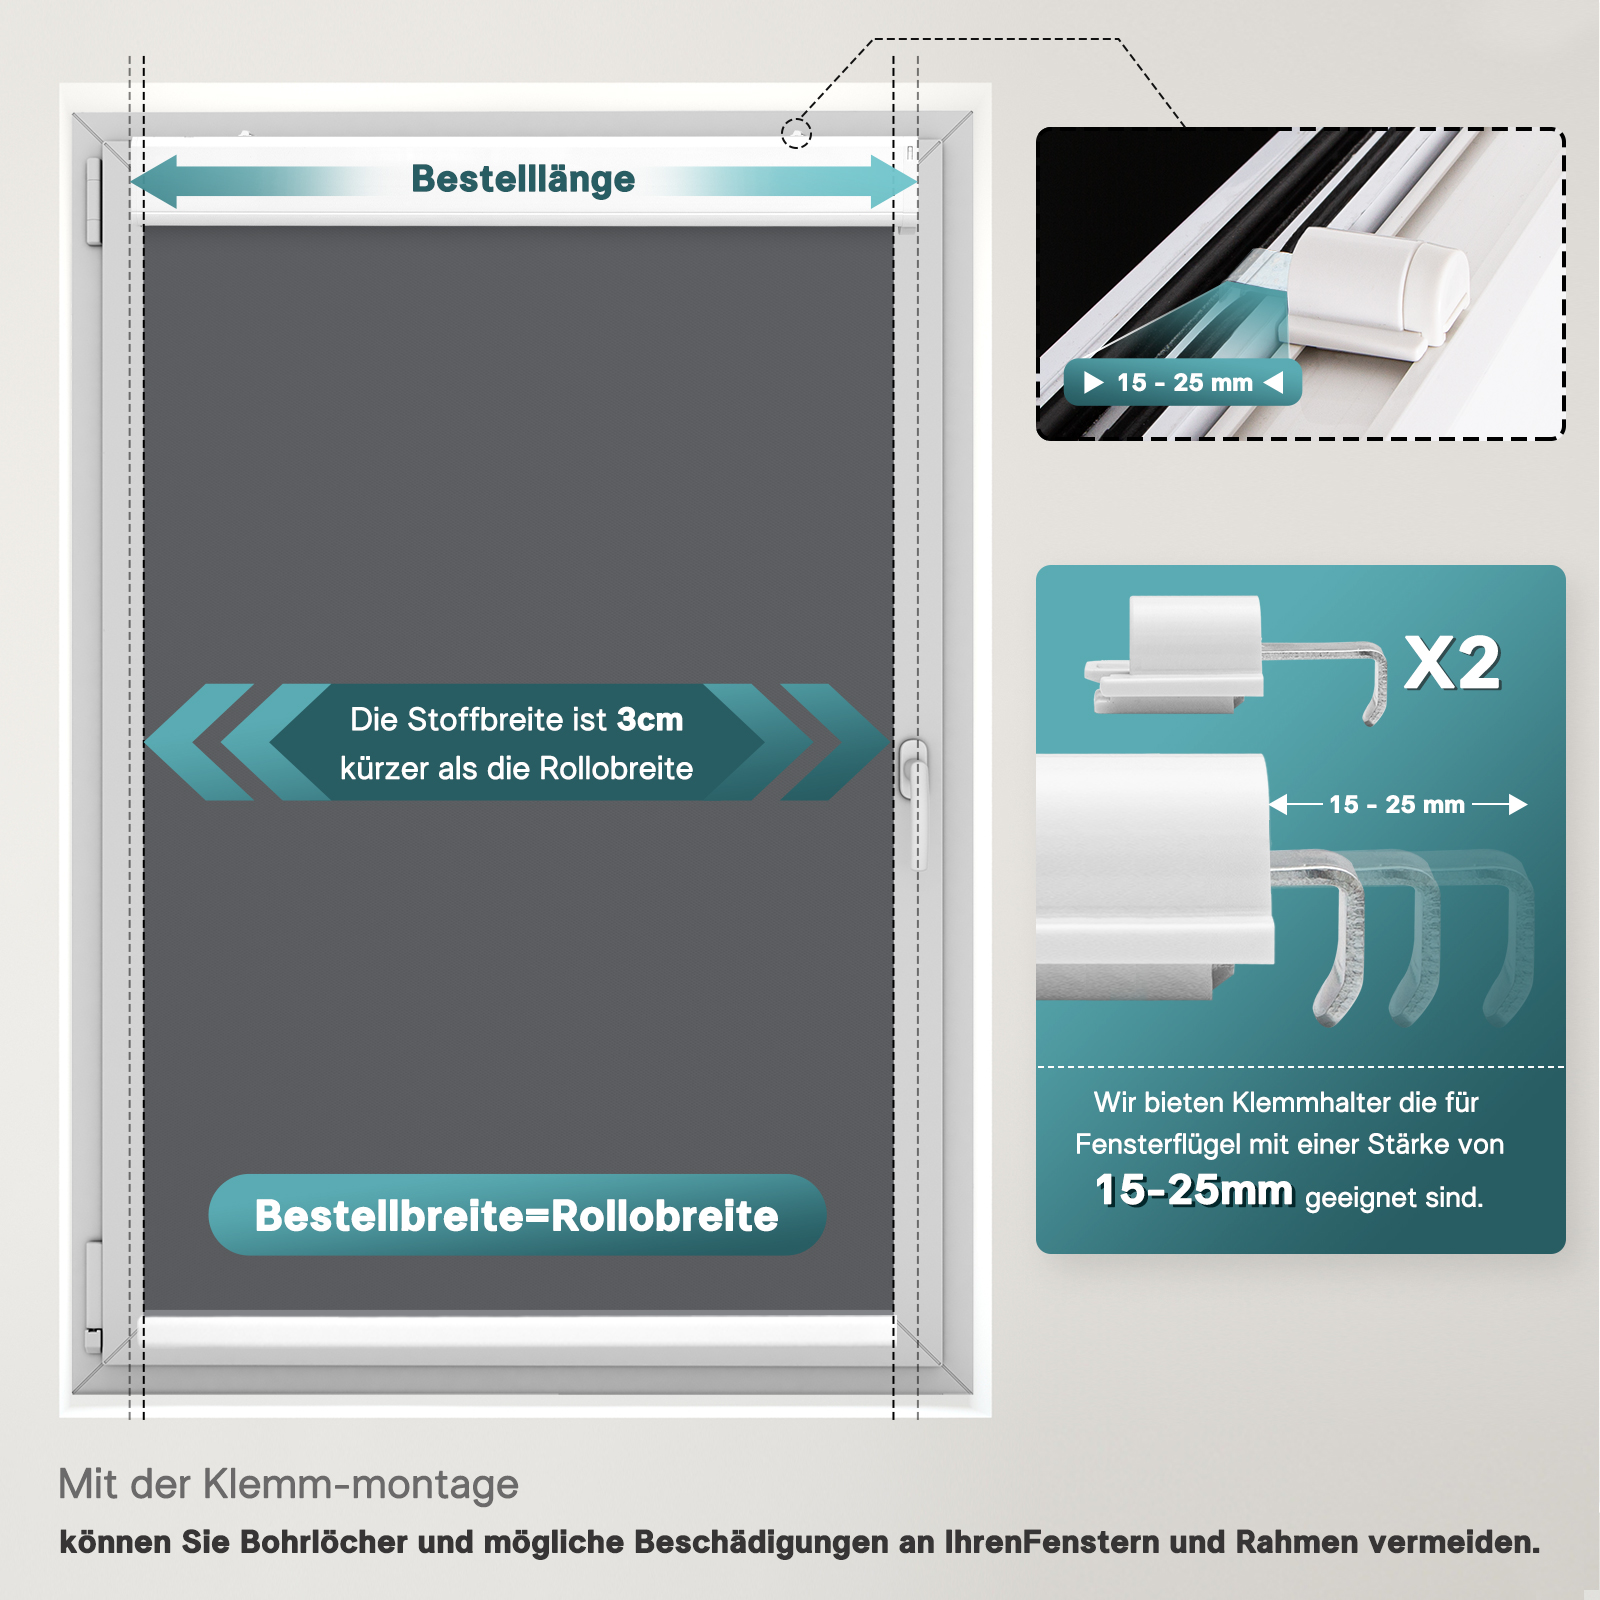 Bestelllänge
15 - 25 mm
Die Stoffbreite ist 3cm
kürzer als die Rollobreite
X2
15 - 25 mm
Wir bieten Klemmhalter die für
Fensterflügel mit einer Stärke von
15-25mm geeignet sind.
Bestellbreite=Rollobreite
Mit der Klemm-montage
können Sie Bohrlöcher und mögliche Beschädigungen an IhrenFenstern und Rahmen vermeiden.